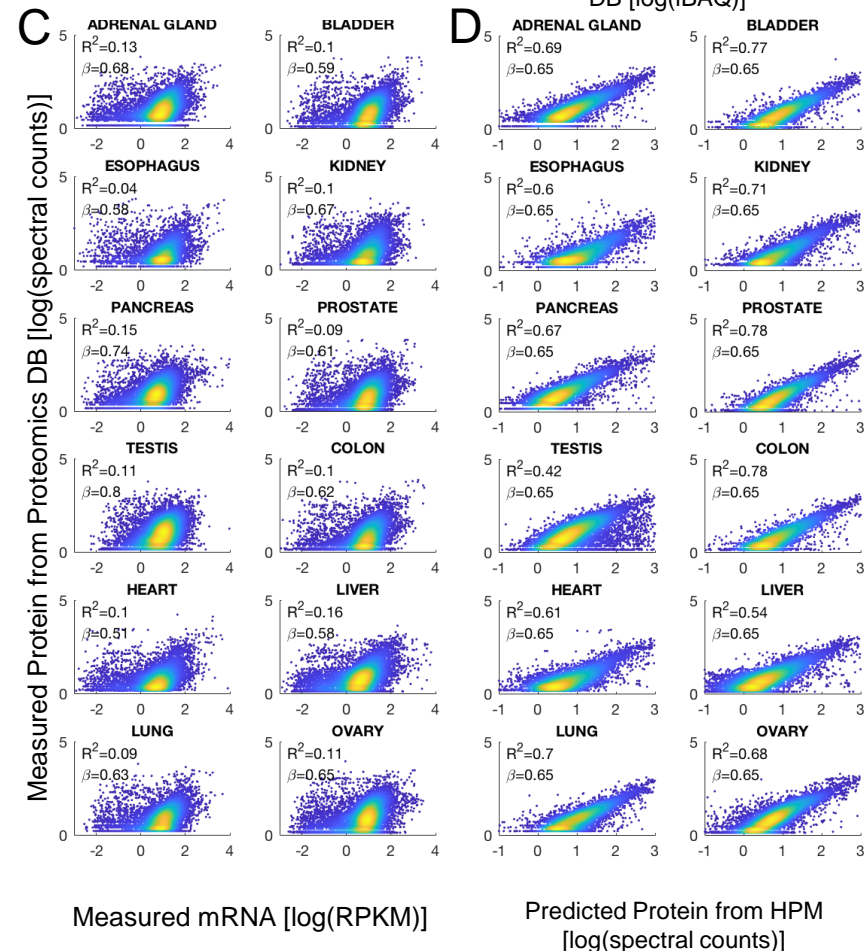 DB [log(iBAQ)]
C
Measured Protein from Proteomics DB [log(spectral counts)]
ADRENAL GLAND
R2=0.13
β=0.68
5
0
-2 0 2 4
BLADDER
R2=0.1
β=0.59
5
0
-2 0 2 4
ESOPHAGUS
R2=0.04
β=0.58
5
0
-2 0 2 4
KIDNEY
R2=0.1
β=0.67
5
0
-2 0 2 4
PANCREAS
R2=0.15
β=0.74
5
0
-2 0 2 4
PROSTATE
R2=0.09
β=0.61
5
0
-2 0 2 4
TESTIS
R2=0.11
β=0.8
5
0
-2 0 2 4
COLON
R2=0.1
β=0.62
5
0
-2 0 2 4
HEART
R2=0.1
β=0.51
5
0
-2 0 2 4
LIVER
R2=0.16
β=0.58
5
0
-2 0 2 4
LUNG
R2=0.09
β=0.63
5
0
-2 0 2 4
OVARY
R2=0.11
β=0.65
5
0
-2 0 2 4
Measured mRNA [log(RPKM)]
D
ADRENAL GLAND
R2=0.69
β=0.65
5
0
-1 0 1 2 3
BLADDER
R2=0.77
β=0.65
5
0
-1 0 1 2 3
ESOPHAGUS
R2=0.6
β=0.65
5
0
-1 0 1 2 3
KIDNEY
R2=0.71
β=0.65
5
0
-1 0 1 2 3
PANCREAS
R2=0.67
β=0.65
5
0
-1 0 1 2 3
PROSTATE
R2=0.78
β=0.65
5
0
-1 0 1 2 3
TESTIS
R2=0.42
β=0.65
5
0
-1 0 1 2 3
COLON
R2=0.78
β=0.65
5
0
-1 0 1 2 3
HEART
R2=0.61
β=0.65
5
0
-1 0 1 2 3
LIVER
R2=0.54
β=0.65
5
0
-1 0 1 2 3
LUNG
R2=0.7
β=0.65
5
0
-1 0 1 2 3
OVARY
R2=0.68
β=0.65
5
0
-1 0 1 2 3
Predicted Protein from HPM
[log(spectral counts)]